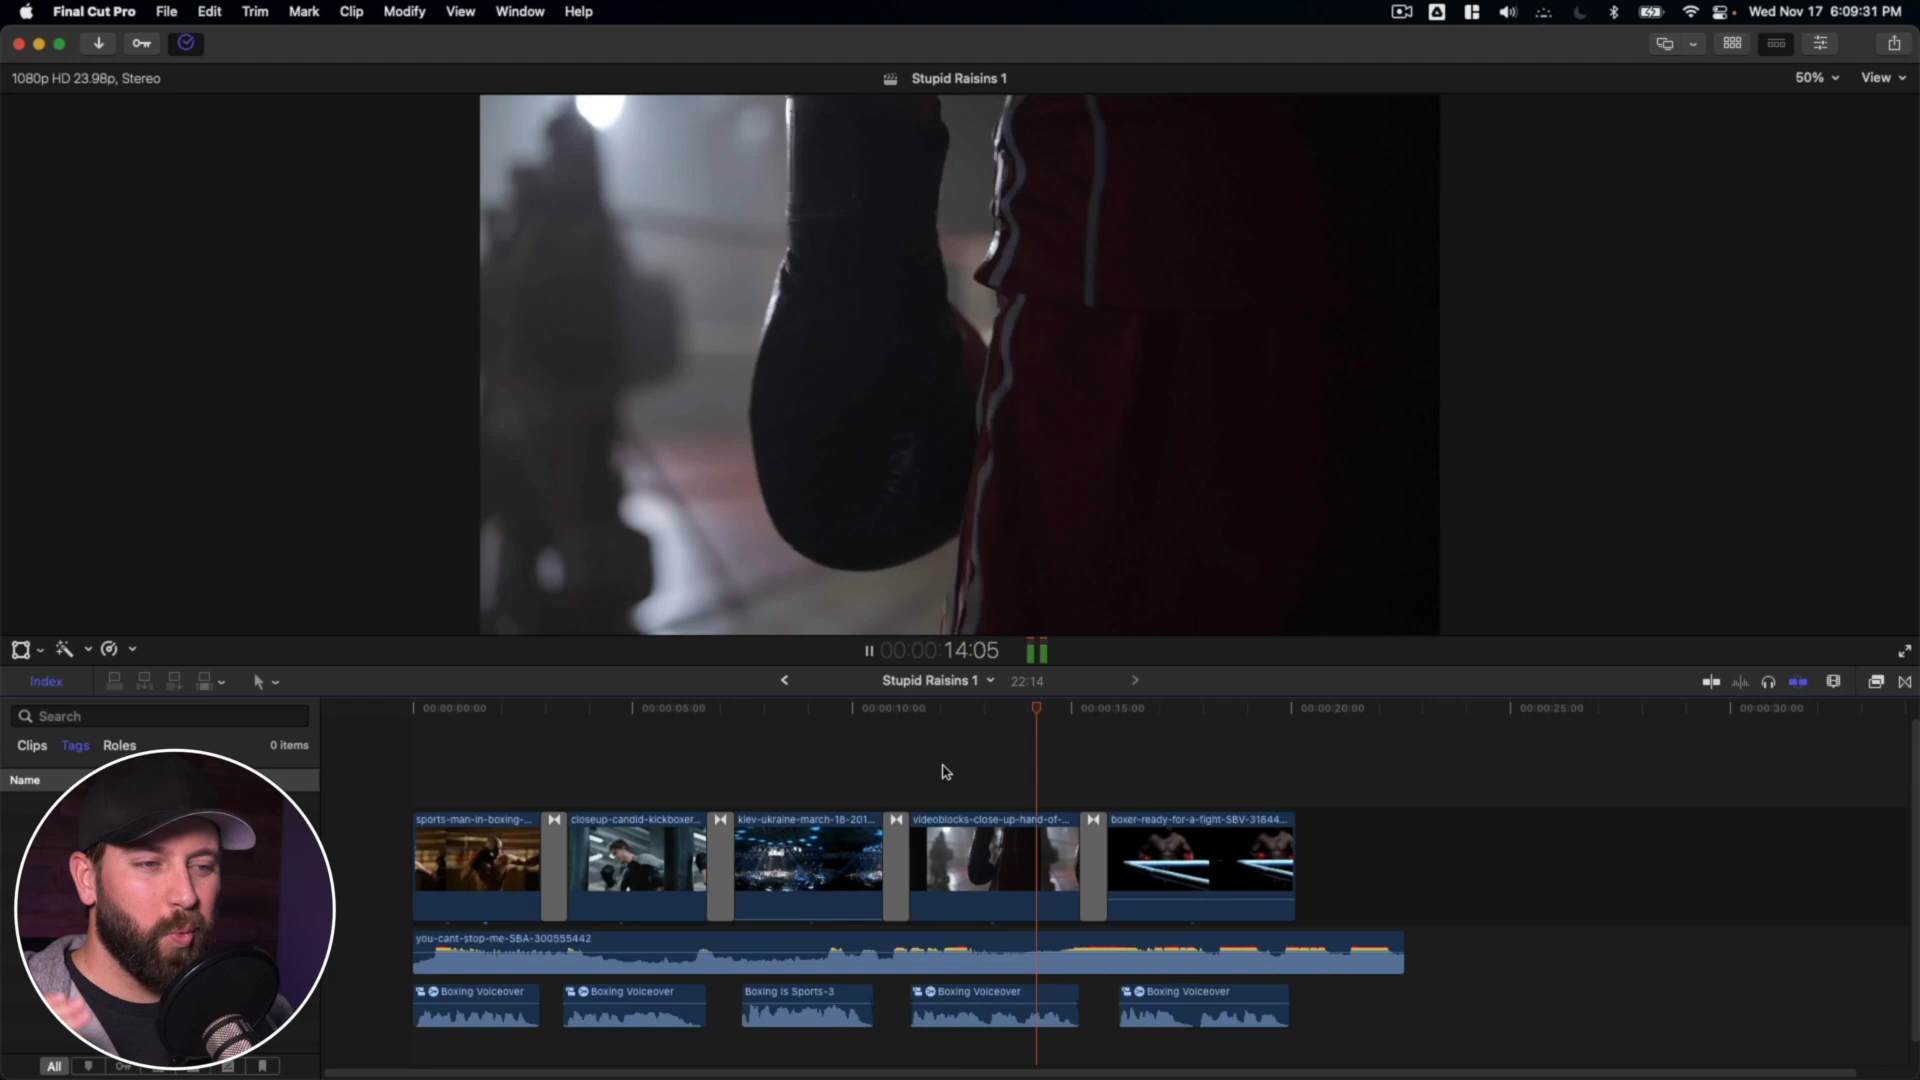 Final Cut Pro File Edit Trim Mark Clip Modify View Window Help Wed Nov 17 6:09:31 PM
1080p HD 23.98p, Stereo Stupid Raisins 1 50% View
00:00:00:14:05
Index Stupid Raisins 1 22:14
Search 00:00:00:00 00:00:05:00 00:00:10:00 00:00:15:00 00:00:20:00 00:00:25:00 00:00:30:00
Clips Tags Roles 0 items
Name
sports-man-in-boxing-... closeup-candid-kickboxer... kiev-ukraine-march-18-201... videoblocks-close-up-hand-of-... boxer-ready-for-a-fight-SBV-31844...
you-cant-stop-me-SBA-300555442
Boxing Voiceover Boxing Voiceover Boxing Is Sports-3 Boxing Voiceover Boxing Voiceover
All